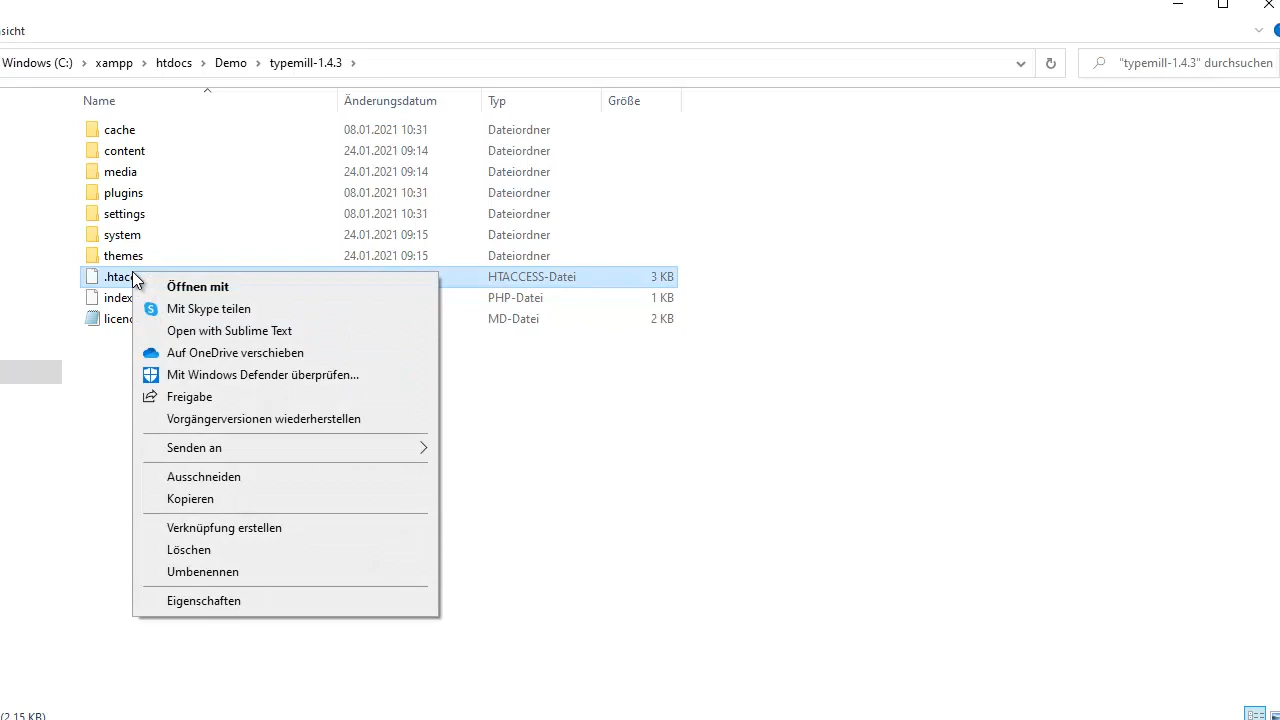 sicht
Windows (C:) › xampp › htdocs › Demo › typemill-1.4.3 ›
"typemill-1.4.3" durchsuchen
Name Änderungsdatum Typ Größe
cache 08.01.2021 10:31 Dateiordner
content 24.01.2021 09:14 Dateiordner
media 24.01.2021 09:14 Dateiordner
plugins 08.01.2021 10:31 Dateiordner
settings 08.01.2021 10:31 Dateiordner
system 24.01.2021 09:15 Dateiordner
themes 24.01.2021 09:15 Dateiordner
.htac HTACCESS-Datei 3 KB
index PHP-Datei 1 KB
licenc MD-Datei 2 KB
Öffnen mit
Mit Skype teilen
Open with Sublime Text
Auf OneDrive verschieben
Mit Windows Defender überprüfen...
Freigabe
Vorgängerversionen wiederherstellen
Senden an
Ausschneiden
Kopieren
Verknüpfung erstellen
Löschen
Umbenennen
Eigenschaften
(2,15 KB)